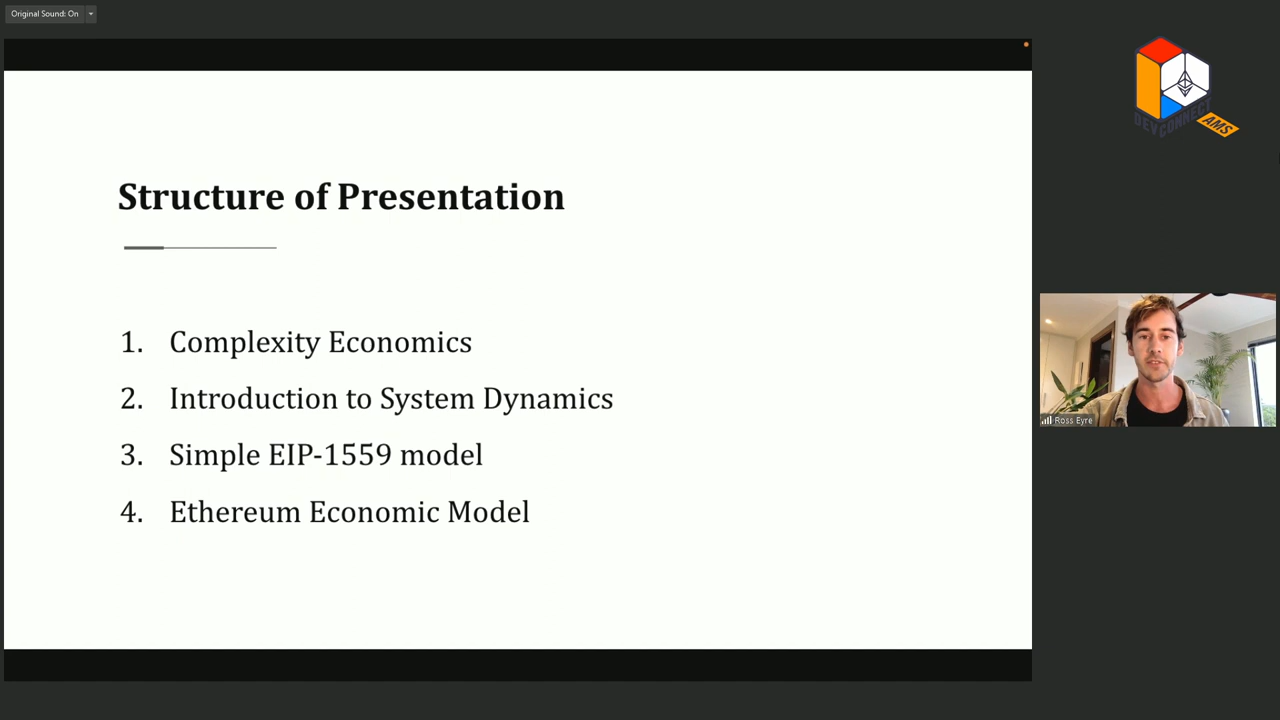 Original Sound: On
Structure of Presentation
1. Complexity Economics
2. Introduction to System Dynamics
3. Simple EIP-1559 model
4. Ethereum Economic Model
DEVCONNECT
AMS
Ross Eyre